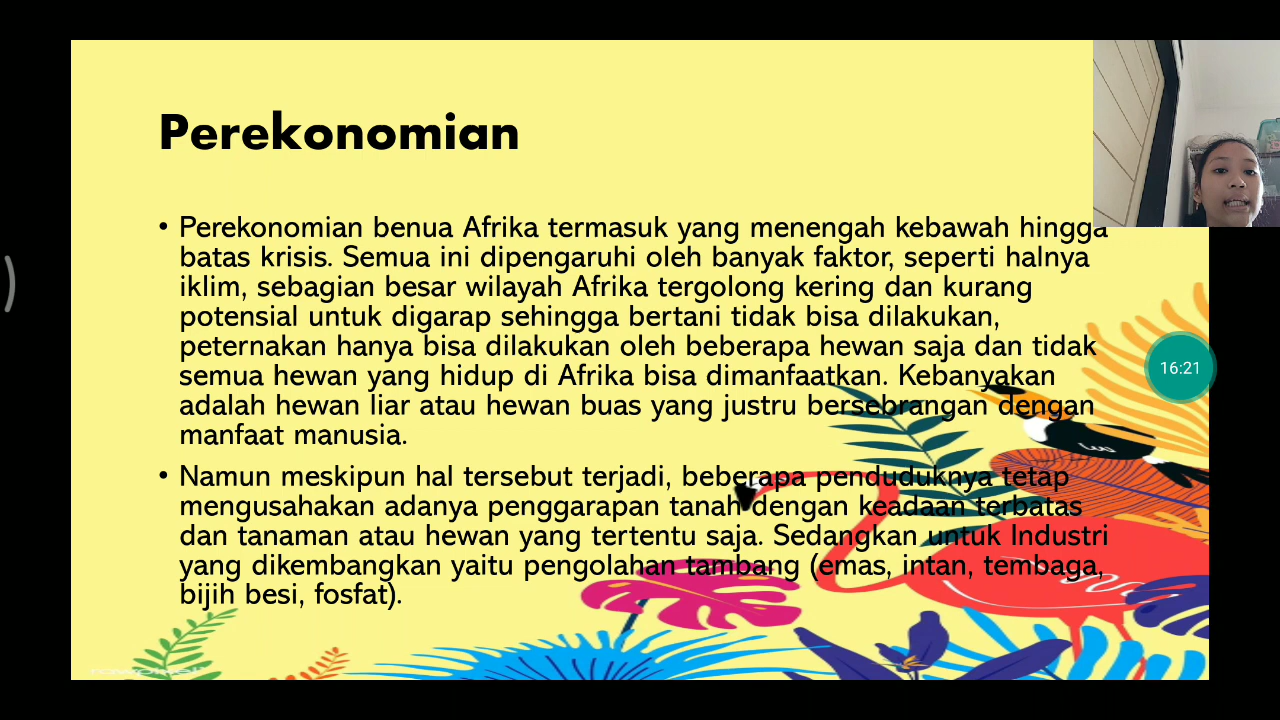 Perekonomian
• Perekonomian benua Afrika termasuk yang menengah kebawah hingga
batas krisis. Semua ini dipengaruhi oleh banyak faktor, seperti halnya
iklim, sebagian besar wilayah Afrika tergolong kering dan kurang
potensial untuk digarap sehingga bertani tidak bisa dilakukan,
peternakan hanya bisa dilakukan oleh beberapa hewan saja dan tidak
semua hewan yang hidup di Afrika bisa dimanfaatkan. Kebanyakan
adalah hewan liar atau hewan buas yang justru bersebrangan dengan
manfaat manusia.
• Namun meskipun hal tersebut terjadi, beberapa penduduknya tetap
mengusahakan adanya penggarapan tanah dengan keadaan terbatas
dan tanaman atau hewan yang tertentu saja. Sedangkan untuk Industri
yang dikembangkan yaitu pengolahan tambang (emas, intan, tembaga,
bijih besi, fosfat).
16:21